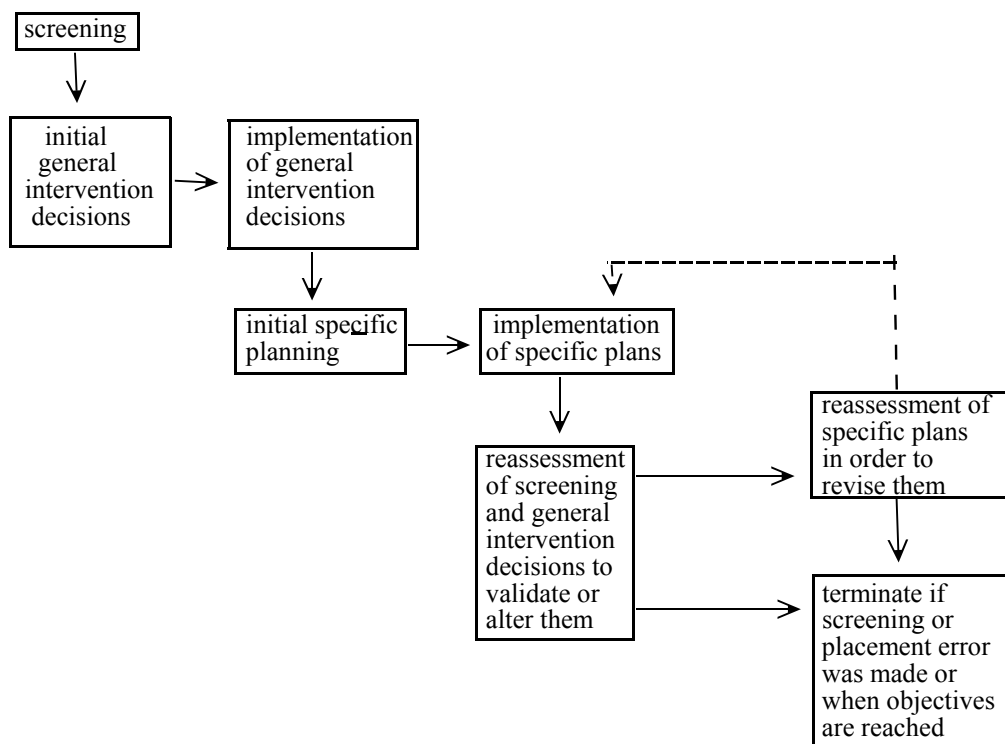 screening
initial
general
intervention
decisions
implementation
of general
intervention
decisions
initial specific
planning
implementation
of specific plans
reassessment
of screening
and general
intervention
decisions to
validate or
alter them
reassessment of
specific plans
in order to
revise them
terminate if
screening or
placement error
was made or
when objectives
are reached